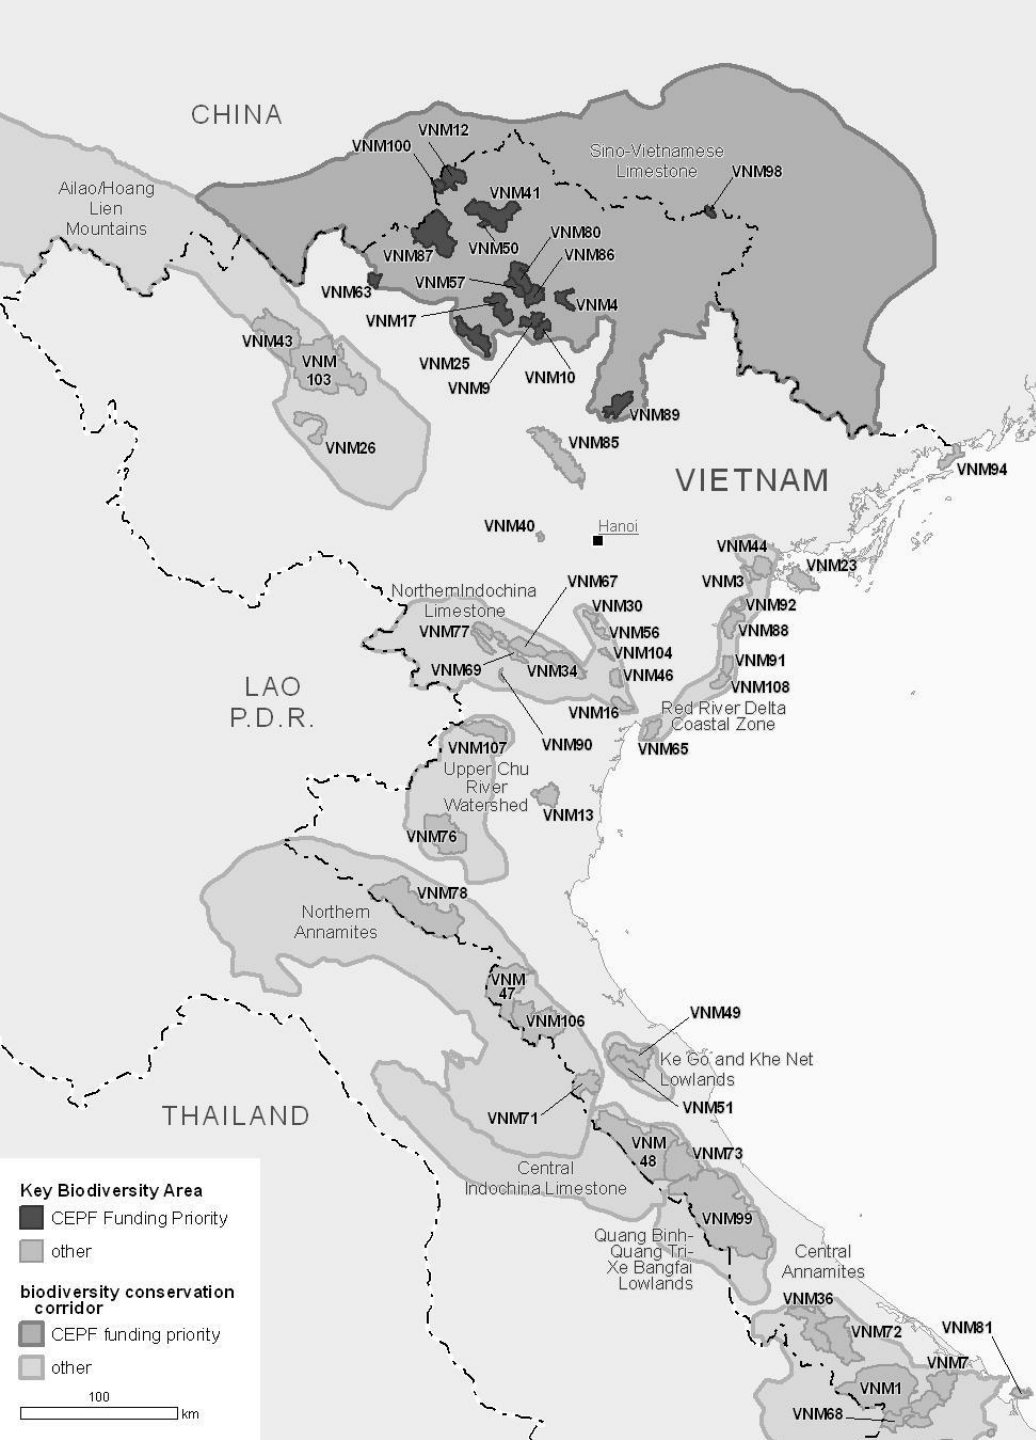 CHINA
VNM12
VNM100
Sino-Vietnamese
Limestone
VNM98
Ailao/Hoang
Lien
Mountains
VNM41
VNM80
VNM50
VNM86
VNM87
VNM57
VNM63
VNM4
VNM17
VNM43
VNM25
VNM
103
VNM10
VNM9
VNM89
VNM26
VNM85
VNM94
VIETNAM
VNM40
Hanoi
VNM44
VNM23
VNM3
VNM67
NorthernIndochina
Limestone
VNM30
VNM92
VNM77
VNM56
VNM88
VNM104
VNM91
VNM69
VNM34
VNM46
VNM108
LAO
P.D.R.
VNM16
Red River Delta
Coastal Zone
VNM107
VNM90
VNM65
Upper Chu
River
Watershed
VNM13
VNM76
VNM78
Northern
Annamites
VNM
47
VNM106
VNM49
Ke Go and Khe Net
Lowlands
VNM51
VNM71
THAILAND
VNM
48
VNM73
Central
Indochina Limestone
VNM99
Quang Binh-
Quang Tri-
Xe Bangfai
Lowlands
Central
Annamites
VNM36
VNM72
VNM81
VNM7
VNM1
VNM68
Key Biodiversity Area
CEPF Funding Priority
other
biodiversity conservation
corridor
CEPF funding priority
other
100
km